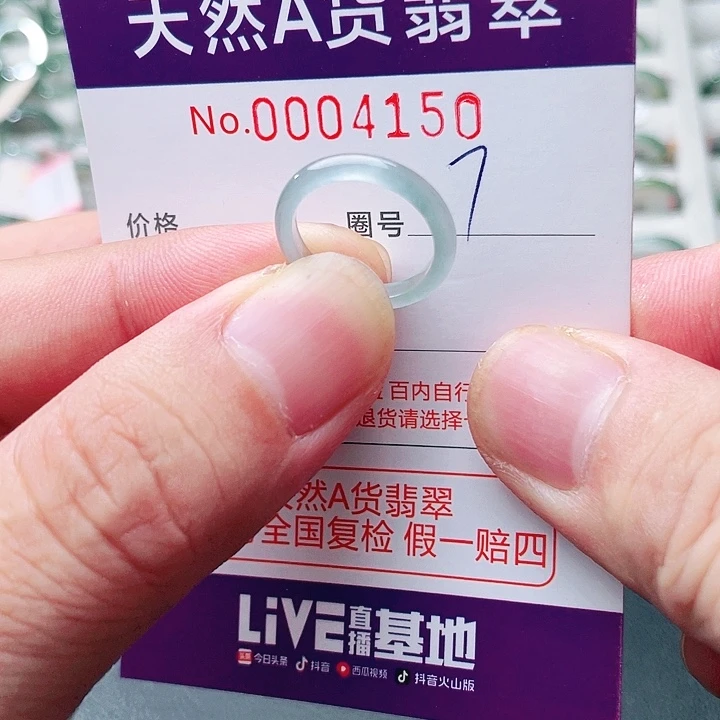 天然A货翡翠
No.0004150
价格
圈号 7
百内自行
退货请选择
天然A货翡翠
全国复检 假一赔四
LiVE直播基地
头条 今日头条 抖音 西瓜视频 抖音火山版